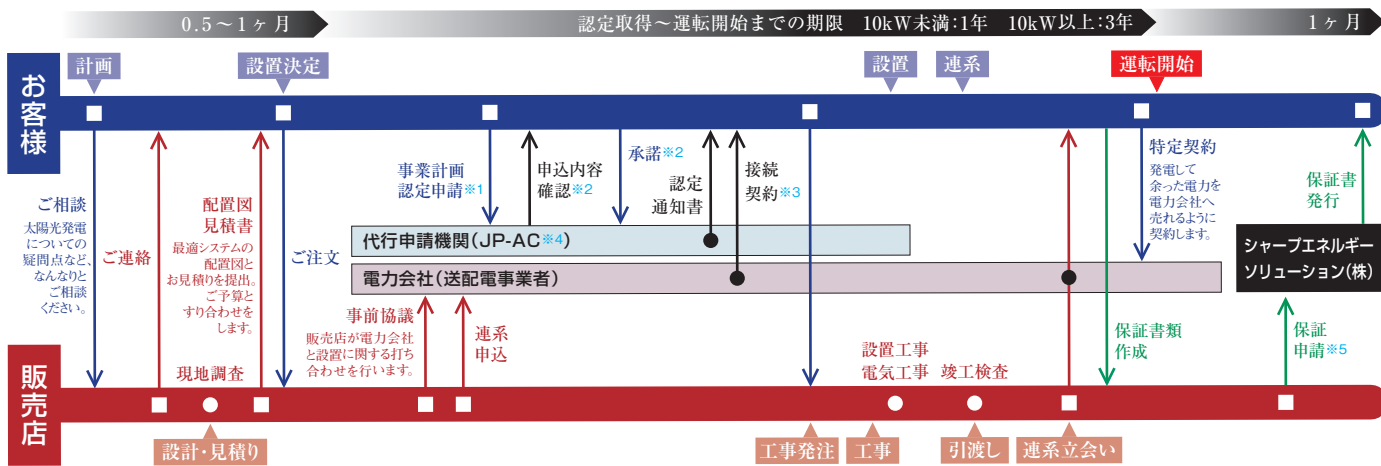 0.5～1ヶ月
認定取得～運転開始までの期限 10kW未満:1年 10kW以上:3年
1ヶ月
お客様
計画
設置決定
設置
連系
運転開始
ご相談
太陽光発電
についての
疑問点など、
なんなりと
ご相談
ください。
ご連絡
配置図
見積書
最適システムの
配置図と
お見積りを提出。
ご予算と
すり合わせを
します。
ご注文
事業計画
認定申請※1
申込内容
確認※2
承諾※2
認定
通知書
接続
契約※3
特定契約
発電して
余った電力を
電力会社へ
売れるように
契約します。
保証書
発行
代行申請機関(JP-AC※4)
電力会社(送配電事業者)
シャープエネルギー
ソリューション(株)
事前協議
販売店が電力会社
と設置に関する打ち
合わせを行います。
連系
申込
保証書類
作成
保証
申請※5
現地調査
設置工事
電気工事
竣工検査
販売店
設計・見積り
工事発注
工事
引渡し
連系立会い